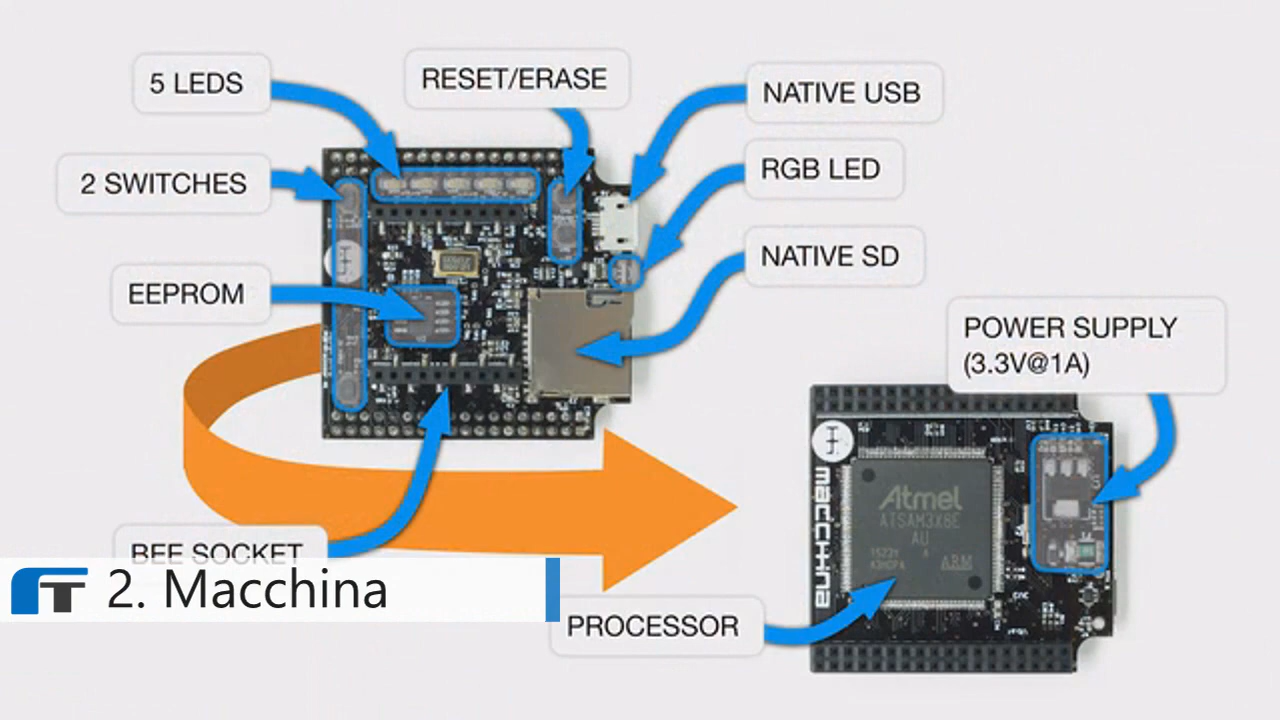 5 LEDS
RESET/ERASE
NATIVE USB
2 SWITCHES
RGB LED
NATIVE SD
EEPROM
POWER SUPPLY
(3.3V@1A)
macchina
Atmel
ATSAM3X8E
AU
ARM
BEE SOCKET
FT 2. Macchina
PROCESSOR